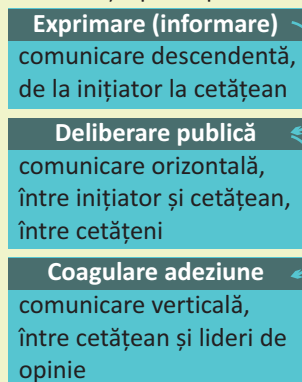 Exprimare (informare)
comunicare descendentă,
de la inițiator la cetățean
Deliberare publică
comunicare orizontală,
între inițiator și cetățean,
între cetățeni
Coagulare adeziune
comunicare verticală,
între cetățean și lideri de
opinie